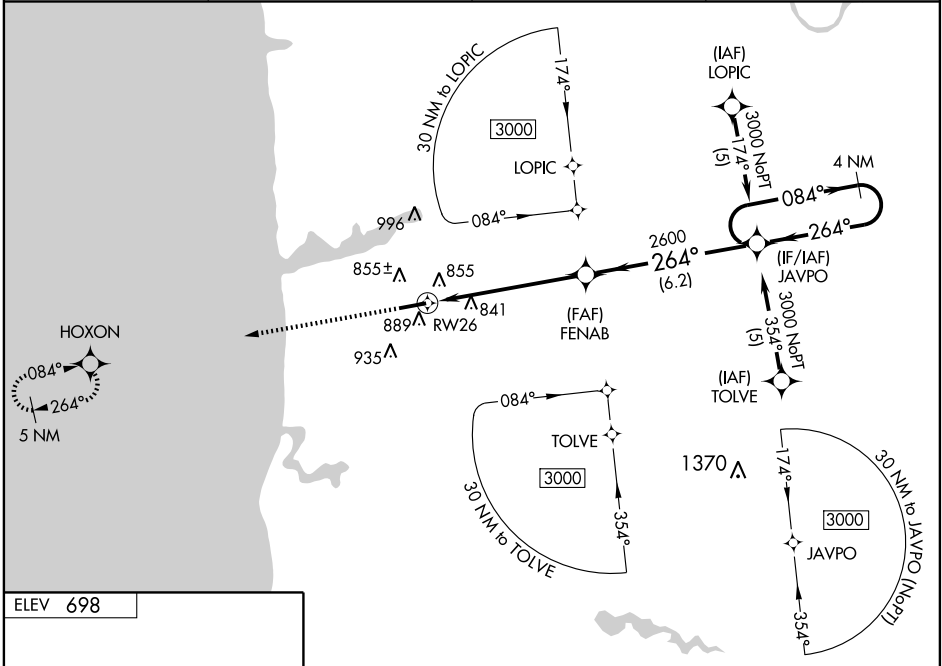 30 NM to LOPIC
174°
3000
LOPIC
084°
(IAF)
LOPIC
3000 NoPT
174°
(5)
4 NM
084°
264°
(IF/IAF)
JAVPO
2600
264°
(6.2)
(FAF)
FENAB
996
855±
855
841
889
RW26
935
HOXON
084°
264°
5 NM
3000 NoPT
354°
(5)
(IAF)
TOLVE
084°
TOLVE
3000
354°
30 NM to TOLVE
1370
174°
3000
JAVPO
354°
30 NM to JAVPO (NoPT)
ELEV 698